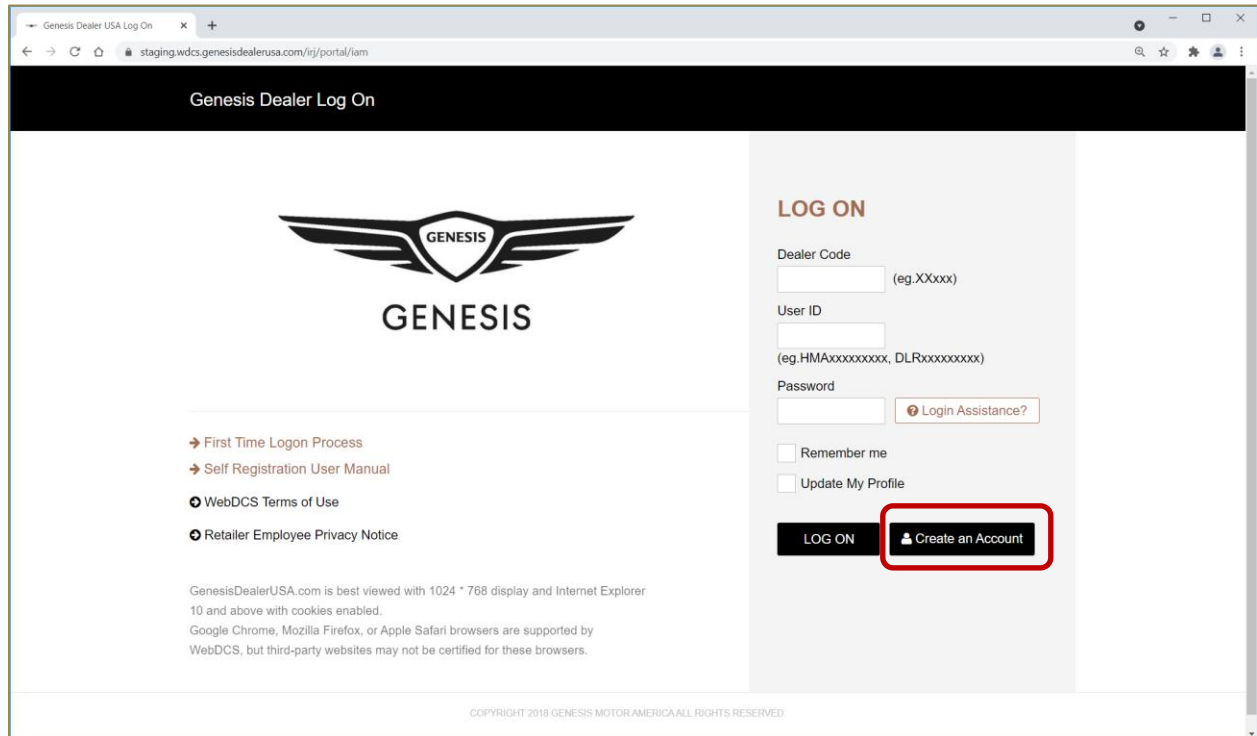 Genesis Dealer USA Log On
staging.wdcs.genesisdealerusa.com/irj/portal/iam
Genesis Dealer Log On
GENESIS
GENESIS
First Time Logon Process
Self Registration User Manual
WebDCS Terms of Use
Retailer Employee Privacy Notice
GenesisDealerUSA.com is best viewed with 1024 * 768 display and Internet Explorer
10 and above with cookies enabled.
Google Chrome, Mozilla Firefox, or Apple Safari browsers are supported by
WebDCS, but third-party websites may not be certified for these browsers.
LOG ON
Dealer Code
(eg.XXxxx)
User ID
(eg.HMAxxxxxxxxx, DLRxxxxxxxxx)
Password
Login Assistance?
Remember me
Update My Profile
LOG ON
Create an Account
COPYRIGHT 2018 GENESIS MOTOR AMERICA ALL RIGHTS RESERVED.